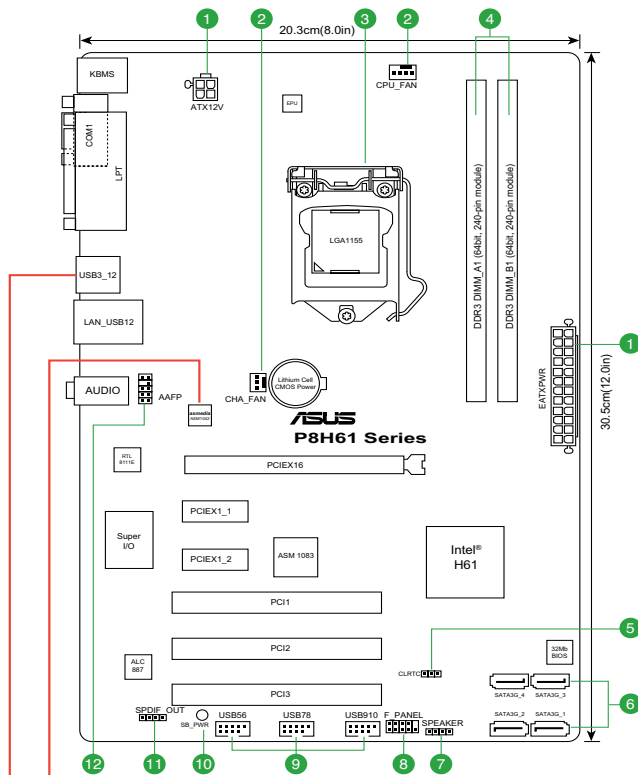 1
2
3
2
4
20.3cm(8.0in)
KBMS
ATX12V
EPU
CPU_FAN
COM1
LPT
LGA1155
DDR3 DIMM_A1 (64bit, 240-pin module)
DDR3 DIMM_B1 (64bit, 240-pin module)
USB3_12
LAN_USB12
1
EATXPWR
30.5cm(12.0in)
AUDIO
AAFP
asmedia
ASM1042
CHA_FAN
Lithium Cell
CMOS Power
ASUS
P8H61 Series
RTL
8111E
PCIEX16
PCIEX1_1
Super
I/O
PCIEX1_2
ASM 1083
Intel®
H61
PCI1
5
32Mb
BIOS
PCI2
ALC
887
CLRTC
SATA3G_4
SATA3G_3
6
PCI3
SPDIF_OUT
SB_PWR
USB56
USB78
USB910
F_PANEL
SPEAKER
SATA3G_2
SATA3G_1
12
11
10
9
8
7